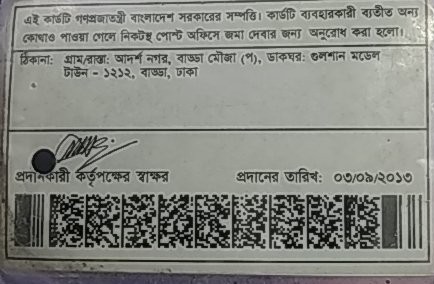 এই কার্ডটি গণপ্রজাতন্ত্রী বাংলাদেশ সরকারের সম্পত্তি। কার্ডটি ব্যবহারকারী ব্যতীত অন্য
কোথাও পাওয়া গেলে নিকটস্থ পোস্ট অফিসে জমা দেবার জন্য অনুরোধ করা হলো।
ঠিকানা: গ্রাম/রাস্তা: আদর্শ নগর, বাড্ডা মৌজা (প), ডাকঘর: গুলশান মডেল
টাউন - ১২১২, বাড্ডা, ঢাকা
প্রদানকারী কর্তৃপক্ষের স্বাক্ষর প্রদানের তারিখ: ০৩/০৯/২০১৩